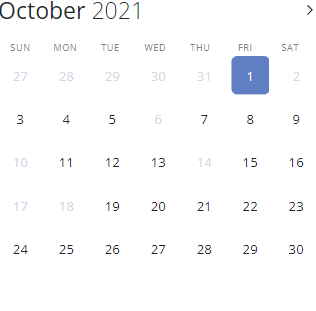 October 2021
SUN MON TUE WED THU FRI SAT
27 28 29 30 31 1 2
3 4 5 6 7 8 9
10 11 12 13 14 15 16
17 18 19 20 21 22 23
24 25 26 27 28 29 30